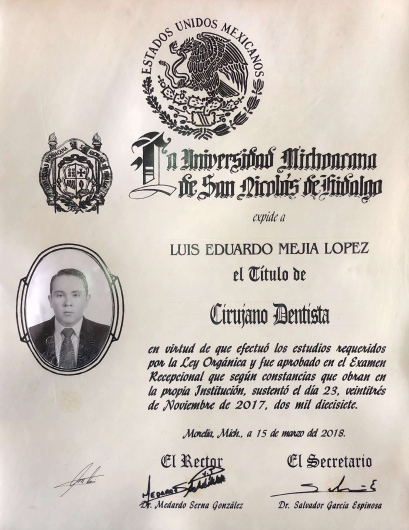 ESTADOS UNIDOS MEXICANOS
La Universidad Michoacana
de San Nicolás de Hidalgo
expide a
LUIS EDUARDO MEJIA LOPEZ
el Título de
Cirujano Dentista
en virtud de que efectuó los estudios requeridos
por la Ley Orgánica y fue aprobado en el Examen
Recepcional que según constancias que obran en
la propia Institución, sustentó el día 23, veintitrés
de Noviembre de 2017, dos mil diecisiete.
Morelia, Mich., a 15 de marzo del 2018.
El Rector
El Secretario
Dr. Medardo Serna González
Dr. Salvador García Espinosa